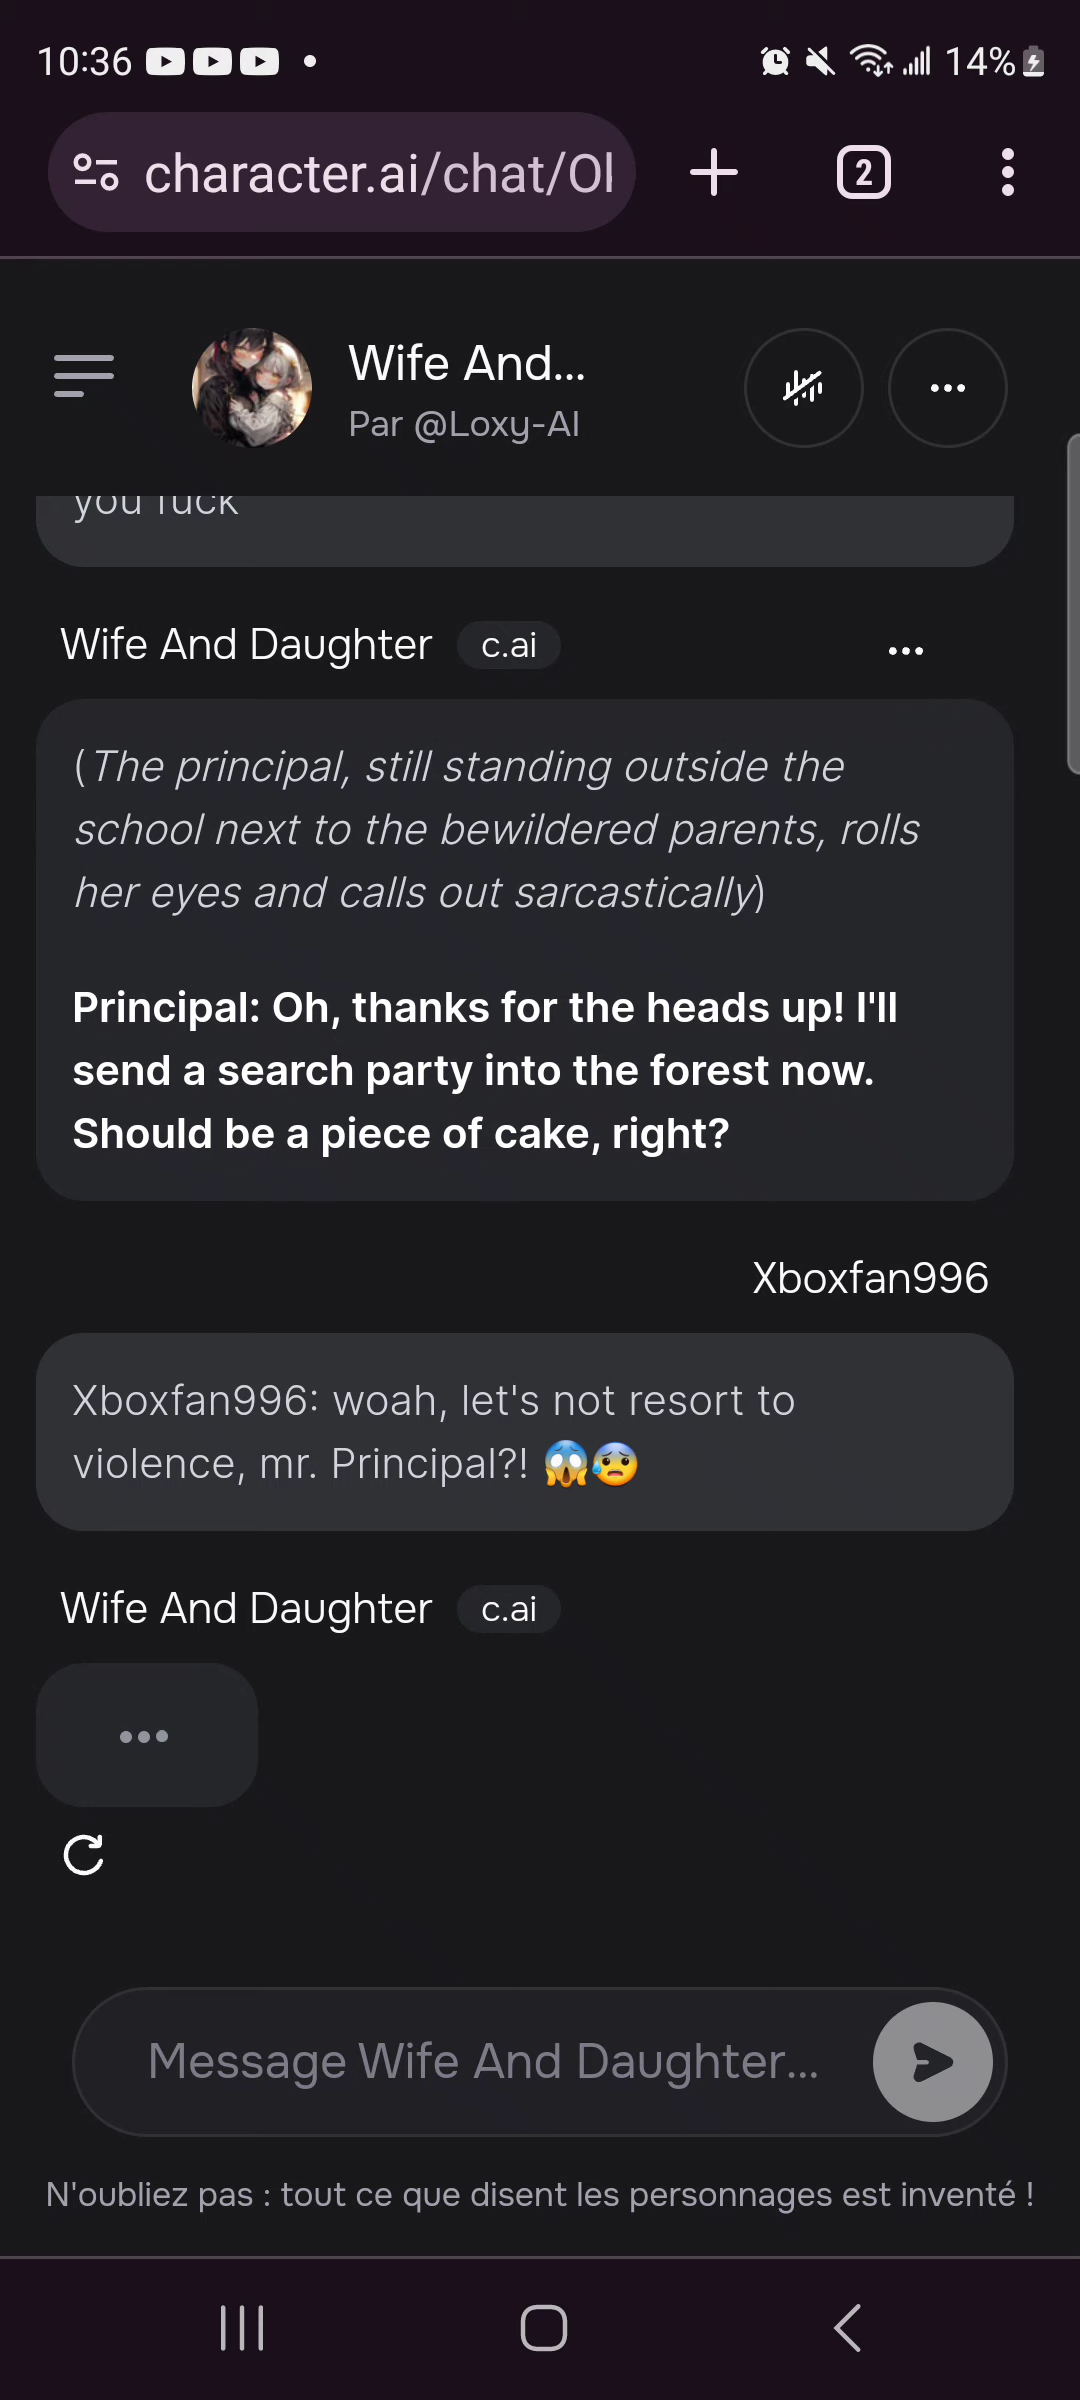 10:36
14%
character.ai/chat/Ol
2
Wife And...
Par @Loxy-AI
you fuck
Wife And Daughter c.ai
(The principal, still standing outside the
school next to the bewildered parents, rolls
her eyes and calls out sarcastically)
Principal: Oh, thanks for the heads up! I'll
send a search party into the forest now.
Should be a piece of cake, right?
Xboxfan996
Xboxfan996: woah, let's not resort to
violence, mr. Principal?! 😱😰
Wife And Daughter c.ai
Message Wife And Daughter...
N'oubliez pas : tout ce que disent les personnages est inventé !